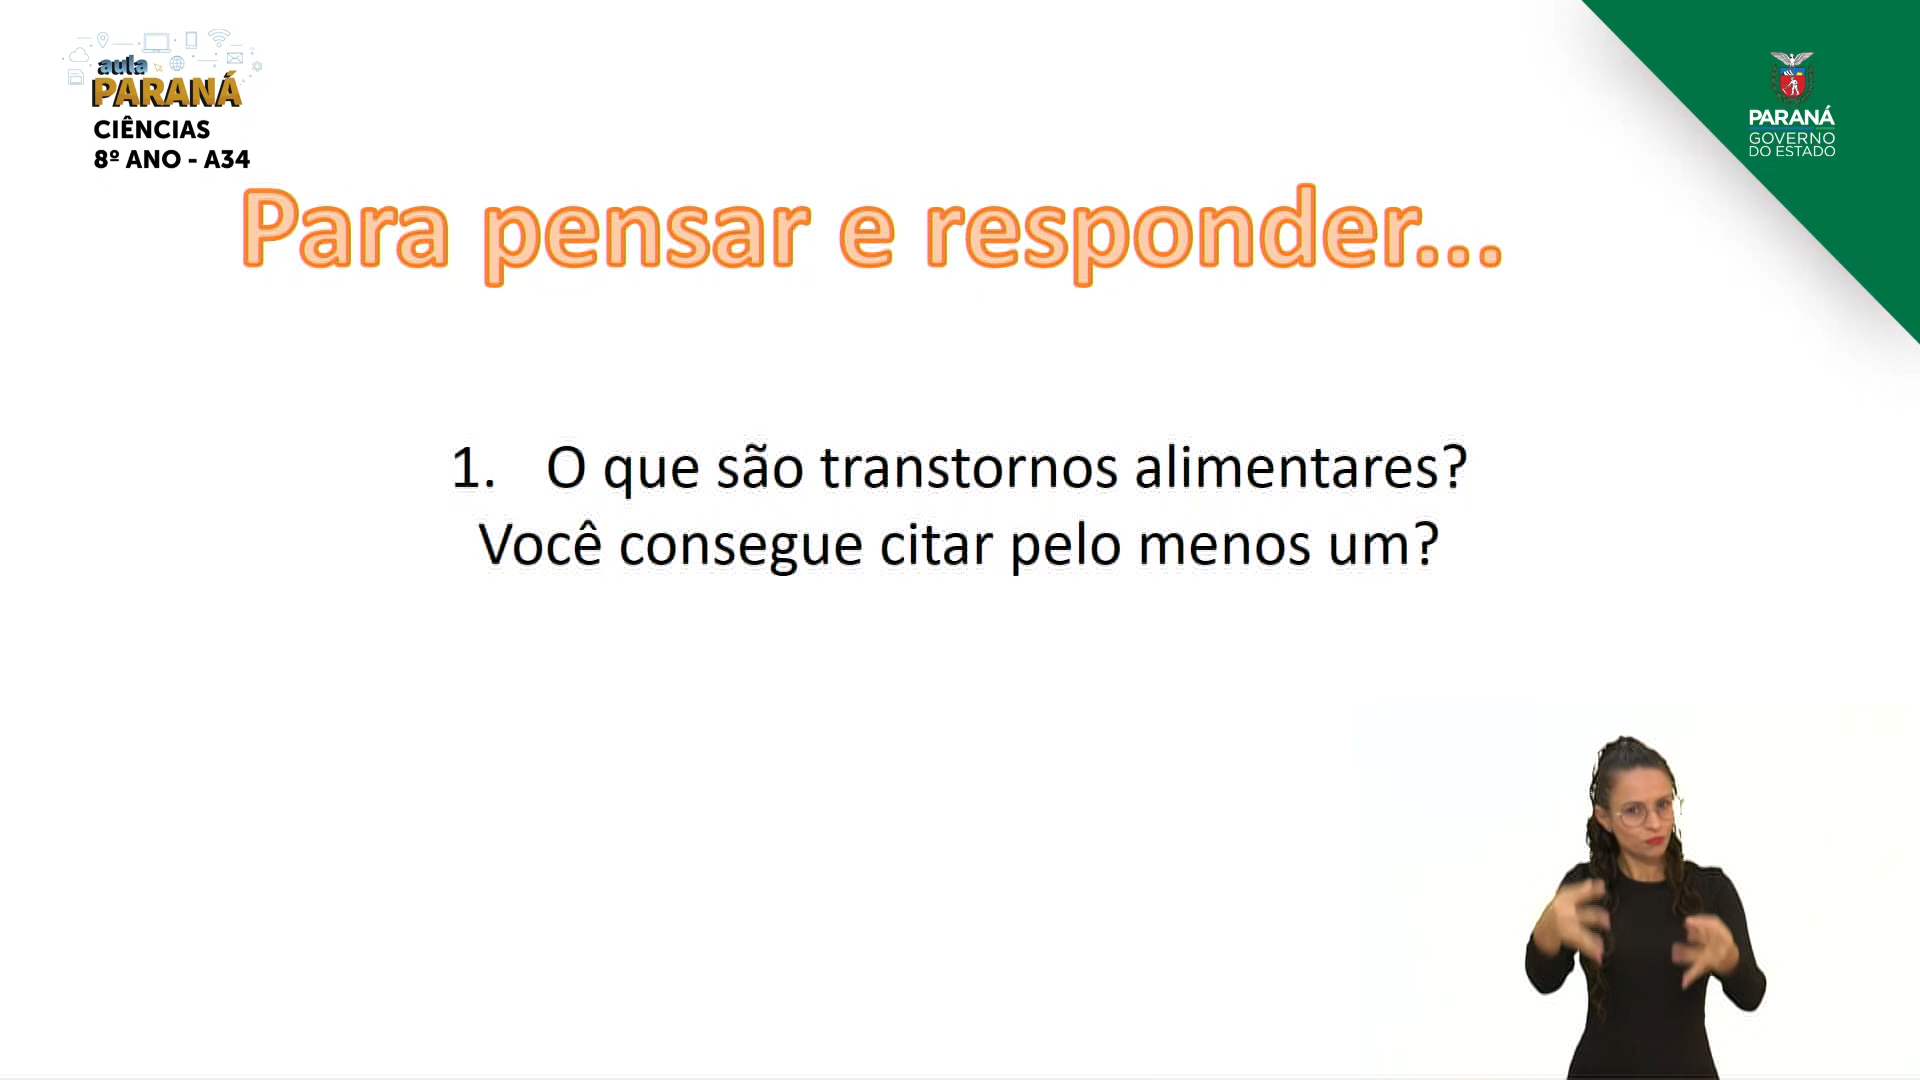 aula
PARANÁ
CIÊNCIAS
8º ANO - A34
PARANÁ
GOVERNO
DO ESTADO
Para pensar e responder...
1. O que são transtornos alimentares?
Você consegue citar pelo menos um?